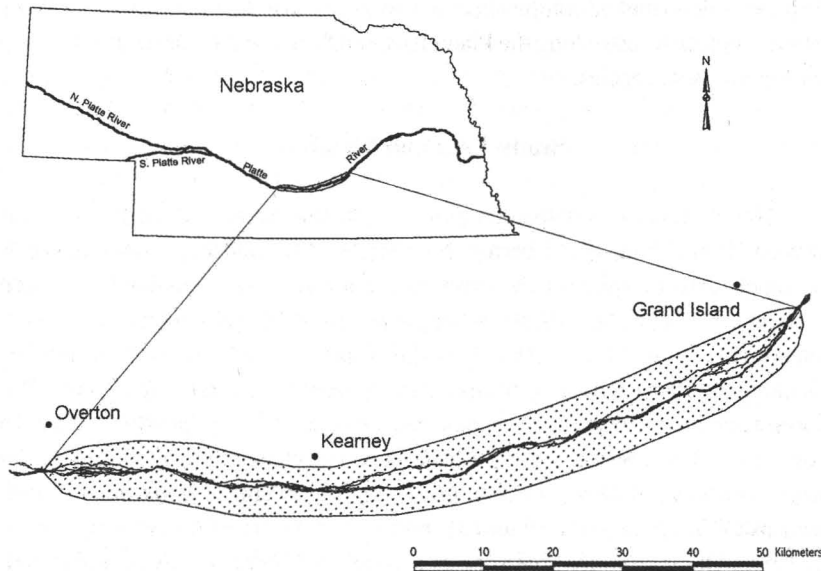 N
Nebraska
N. Platte River
S. Platte River
Platte
River
Grand Island
Overton
Kearney
0 10 20 30 40 50 Kilometers